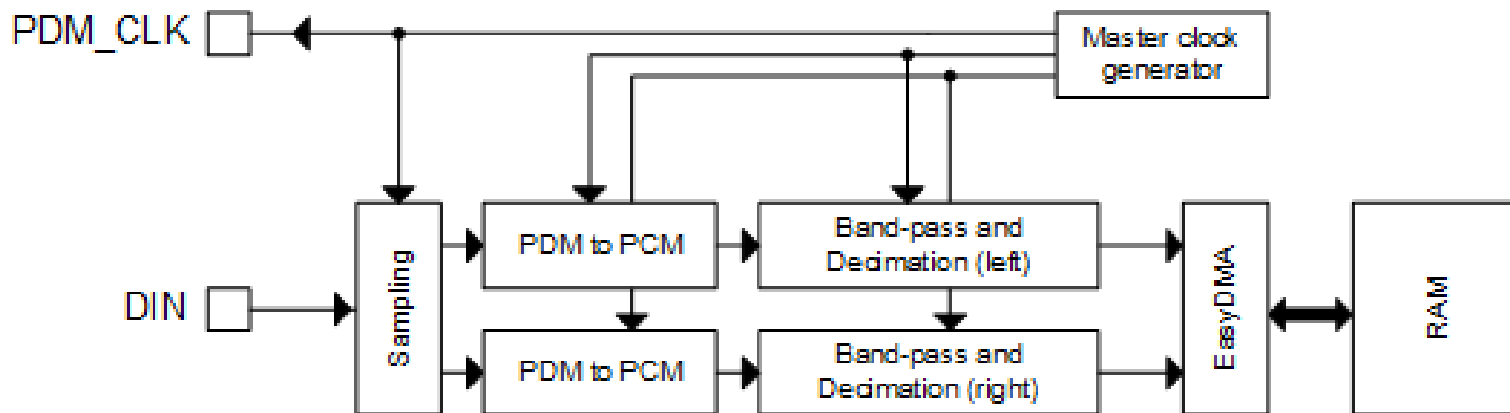 PDM_CLK
Master clock
generator
DIN
Sampling
PDM to PCM
Band-pass and
Decimation (left)
PDM to PCM
Band-pass and
Decimation (right)
EasyDMA
RAM